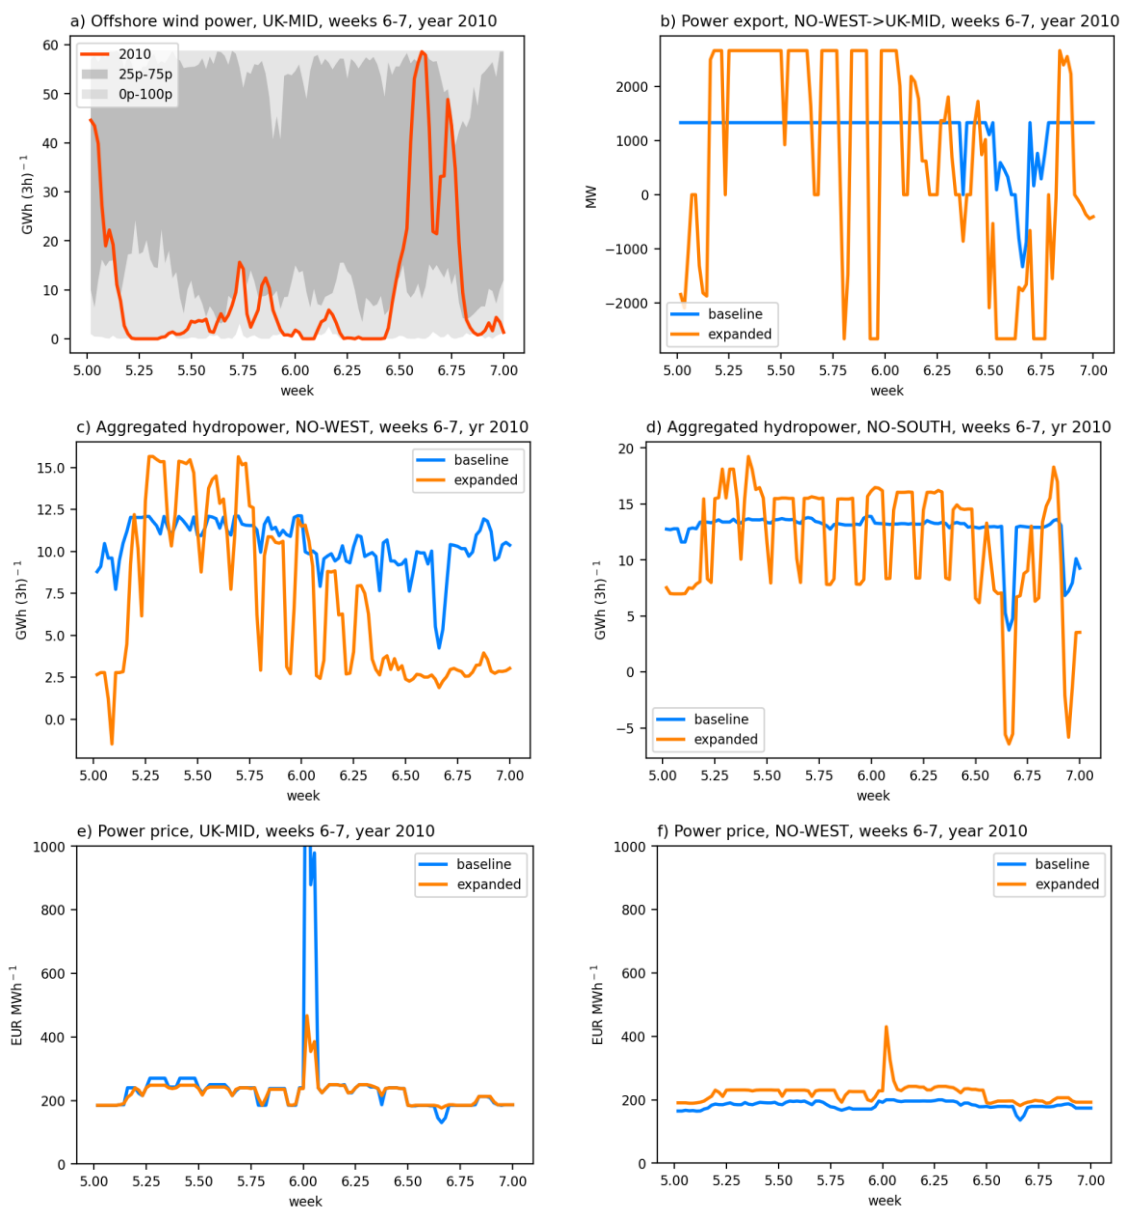 a) Offshore wind power, UK-MID, weeks 6-7, year 2010
60
50
40
30
20
10
0
GWh (3h)⁻¹
2010
25p-75p
0p-100p
5.00 5.25 5.50 5.75 6.00 6.25 6.50 6.75 7.00
week
b) Power export, NO-WEST->UK-MID, weeks 6-7, year 2010
2000
1000
0
−1000
−2000
MW
baseline
expanded
5.00 5.25 5.50 5.75 6.00 6.25 6.50 6.75 7.00
week
c) Aggregated hydropower, NO-WEST, weeks 6-7, yr 2010
15.0
12.5
10.0
7.5
5.0
2.5
0.0
GWh (3h)⁻¹
baseline
expanded
5.00 5.25 5.50 5.75 6.00 6.25 6.50 6.75 7.00
week
d) Aggregated hydropower, NO-SOUTH, weeks 6-7, yr 2010
20
15
10
5
0
−5
GWh (3h)⁻¹
baseline
expanded
5.00 5.25 5.50 5.75 6.00 6.25 6.50 6.75 7.00
week
e) Power price, UK-MID, weeks 6-7, year 2010
1000
800
600
400
200
0
EUR MWh⁻¹
baseline
expanded
5.00 5.25 5.50 5.75 6.00 6.25 6.50 6.75 7.00
week
f) Power price, NO-WEST, weeks 6-7, year 2010
1000
800
600
400
200
0
EUR MWh⁻¹
baseline
expanded
5.00 5.25 5.50 5.75 6.00 6.25 6.50 6.75 7.00
week